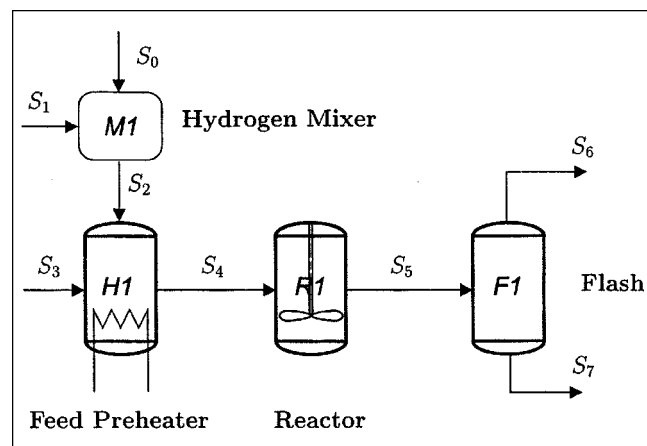 S0
S1
M1
Hydrogen Mixer
S2
S6
S3
H1
S4
R1
S5
F1
Flash
S7
Feed Preheater
Reactor